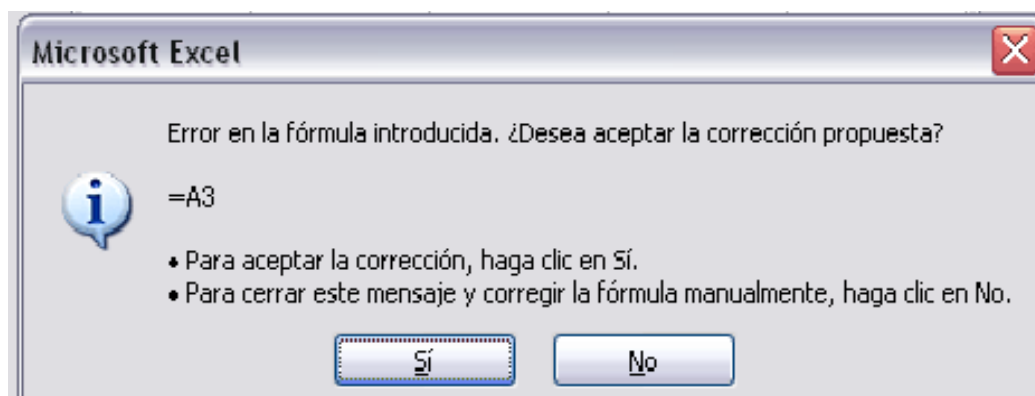 Microsoft Excel
Error en la fórmula introducida. ¿Desea aceptar la corrección propuesta?
=A3
• Para aceptar la corrección, haga clic en Sí.
• Para cerrar este mensaje y corregir la fórmula manualmente, haga clic en No.
Sí
No